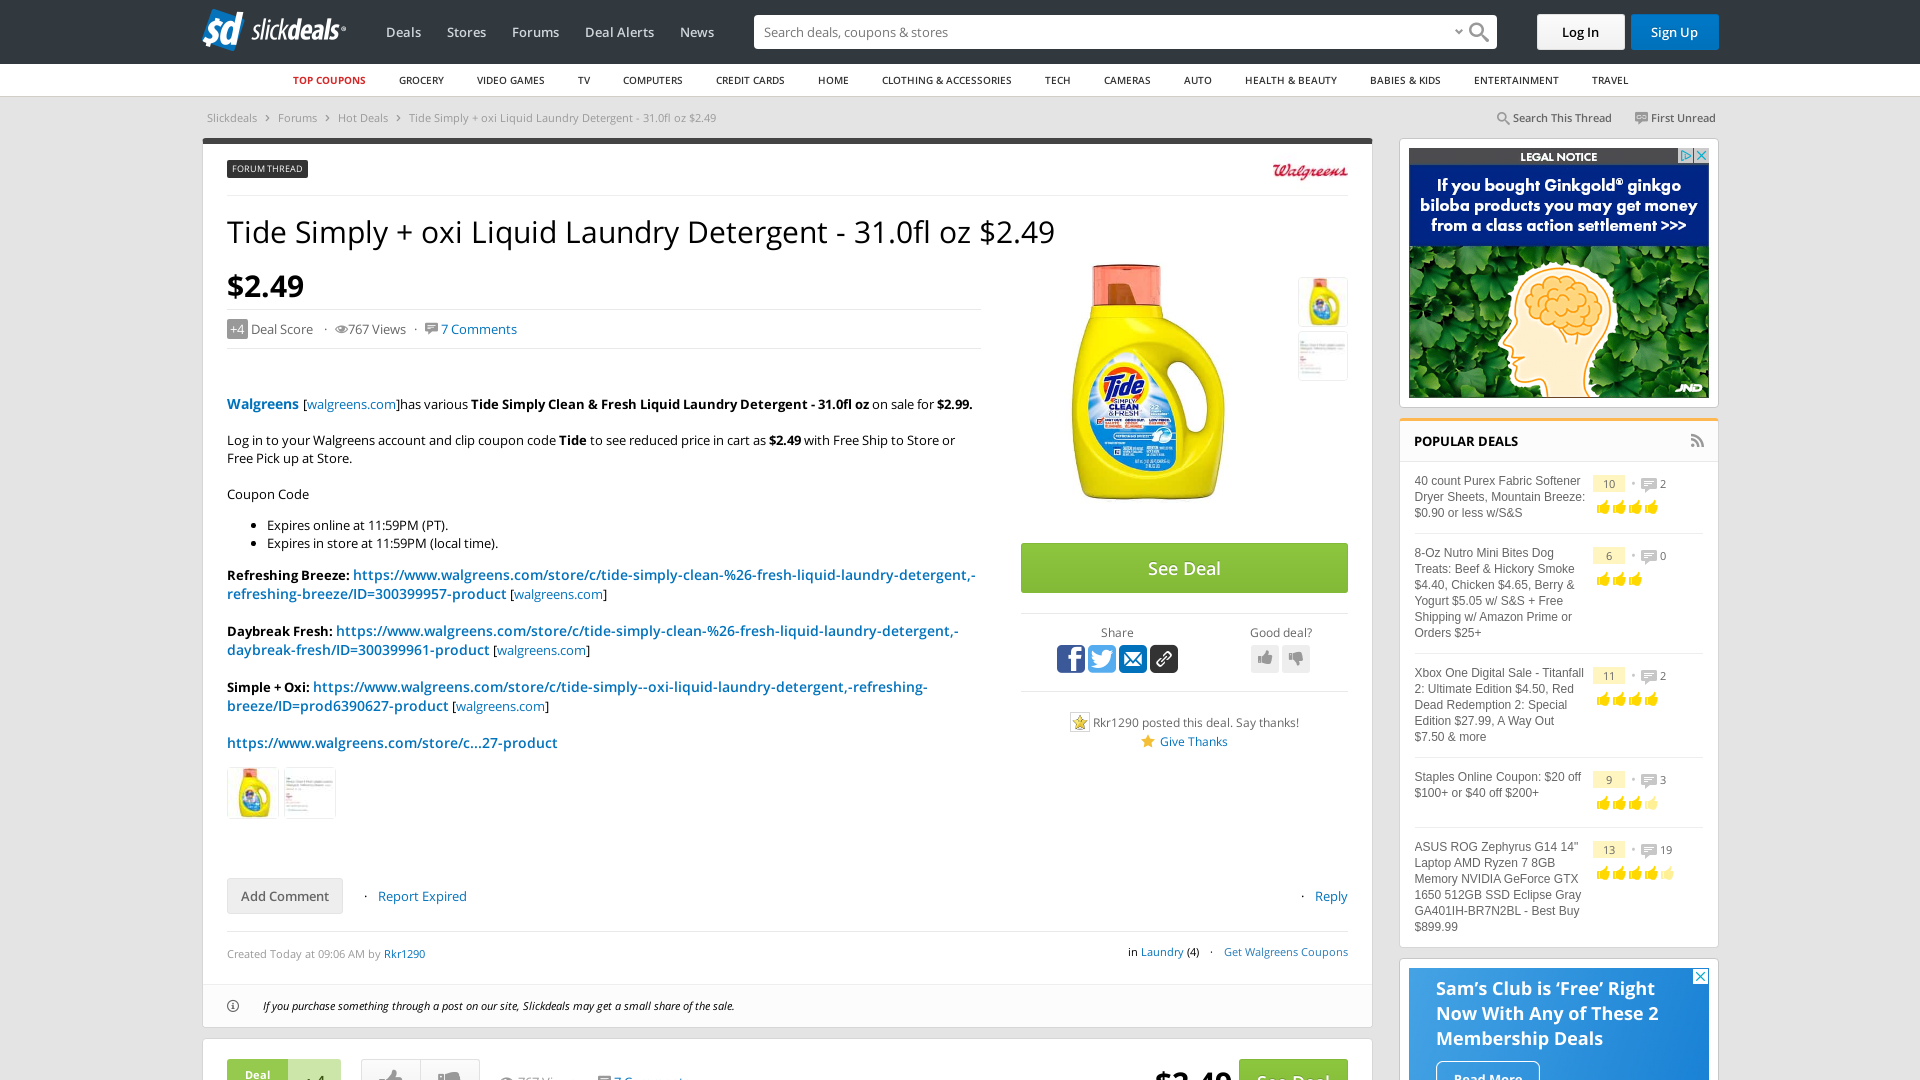 slickdeals
Deals Stores Forums Deal Alerts News
Search deals, coupons & stores
Log In
Sign Up
TOP COUPONS GROCERY VIDEO GAMES TV COMPUTERS CREDIT CARDS HOME CLOTHING & ACCESSORIES TECH CAMERAS AUTO HEALTH & BEAUTY BABIES & KIDS ENTERTAINMENT TRAVEL
Slickdeals > Forums > Hot Deals > Tide Simply + oxi Liquid Laundry Detergent - 31.0fl oz $2.49
Search This Thread
First Unread
FORUM THREAD
Walgreens
Tide Simply + oxi Liquid Laundry Detergent - 31.0fl oz $2.49
$2.49
+4 Deal Score · 767 Views · 7 Comments
Walgreens [walgreens.com]has various Tide Simply Clean & Fresh Liquid Laundry Detergent - 31.0fl oz on sale for $2.99.
Log in to your Walgreens account and clip coupon code Tide to see reduced price in cart as $2.49 with Free Ship to Store or
Free Pick up at Store.
Coupon Code
• Expires online at 11:59PM (PT).
• Expires in store at 11:59PM (local time).
Refreshing Breeze: https://www.walgreens.com/store/c/tide-simply-clean-%26-fresh-liquid-laundry-detergent,-
refreshing-breeze/ID=300399957-product [walgreens.com]
Daybreak Fresh: https://www.walgreens.com/store/c/tide-simply-clean-%26-fresh-liquid-laundry-detergent,-
daybreak-fresh/ID=300399961-product [walgreens.com]
Simple + Oxi: https://www.walgreens.com/store/c/tide-simply--oxi-liquid-laundry-detergent,-refreshing-
breeze/ID=prod6390627-product [walgreens.com]
https://www.walgreens.com/store/c...27-product
Tide
SIMPLY
CLEAN
& FRESH
See Deal
Share
Good deal?
Rkr1290 posted this deal. Say thanks!
Give Thanks
Add Comment · Report Expired
· Reply
Created Today at 09:06 AM by Rkr1290
in Laundry (4) · Get Walgreens Coupons
If you purchase something through a post on our site, Slickdeals may get a small share of the sale.
Deal
$2.49
See Deal
LEGAL NOTICE
If you bought Ginkgold® ginkgo
biloba products you may get money
from a class action settlement >>>
JND
POPULAR DEALS
40 count Purex Fabric Softener
Dryer Sheets, Mountain Breeze:
$0.90 or less w/S&S
10 · 2
8-Oz Nutro Mini Bites Dog
Treats: Beef & Hickory Smoke
$4.40, Chicken $4.65, Berry &
Yogurt $5.05 w/ S&S + Free
Shipping w/ Amazon Prime or
Orders $25+
6 · 0
Xbox One Digital Sale - Titanfall
2: Ultimate Edition $4.50, Red
Dead Redemption 2: Special
Edition $27.99, A Way Out
$7.50 & more
11 · 2
Staples Online Coupon: $20 off
$100+ or $40 off $200+
9 · 3
ASUS ROG Zephyrus G14 14"
Laptop AMD Ryzen 7 8GB
Memory NVIDIA GeForce GTX
1650 512GB SSD Eclipse Gray
GA401IH-BR7N2BL - Best Buy
$899.99
13 · 19
Sam's Club is 'Free' Right
Now With Any of These 2
Membership Deals
Read More